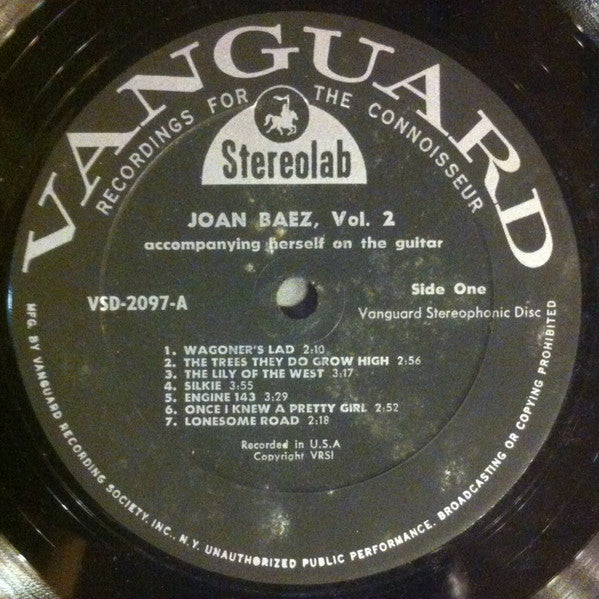 VANGUARD
RECORDINGS FOR THE CONNOISSEUR
Stereolab
JOAN BAEZ, Vol. 2
accompanying herself on the guitar
VSD-2097-A
Side One
Vanguard Stereophonic Disc
1. WAGONER'S LAD 2:10
2. THE TREES THEY DO GROW HIGH 2:56
3. THE LILY OF THE WEST 3:17
4. SILKIE 3:55
5. ENGINE 143 3:29
6. ONCE I KNEW A PRETTY GIRL 2:52
7. LONESOME ROAD 2:18
Recorded in U.S.A
Copyright VRSI
MFG. BY VANGUARD RECORDING SOCIETY, INC., N.Y. UNAUTHORIZED PUBLIC PERFORMANCE, BROADCASTING OR COPYING PROHIBITED